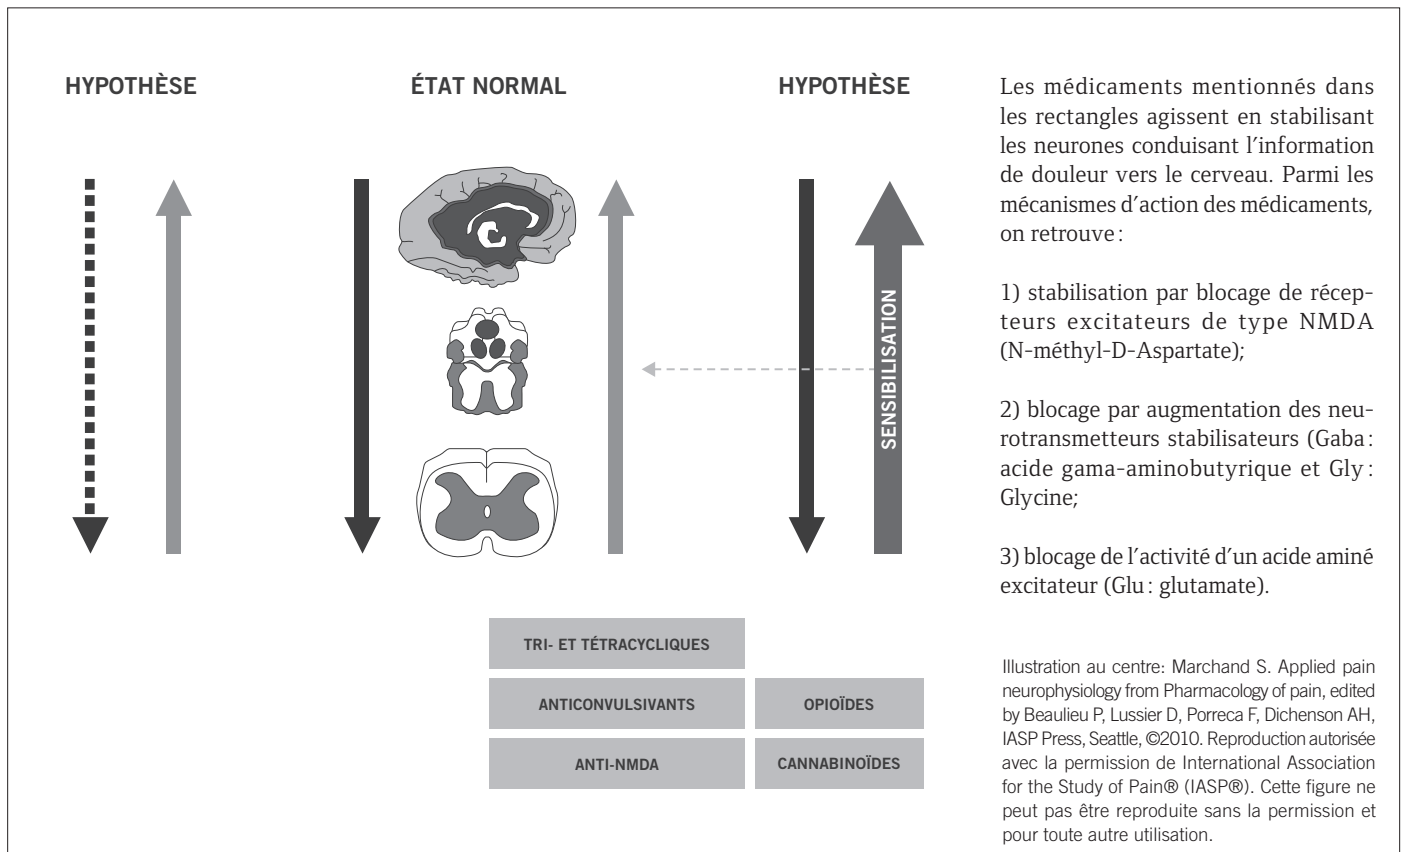 HYPOTHÈSE
ÉTAT NORMAL
HYPOTHÈSE
SENSIBILISATION
TRI- ET TÉTRACYCLIQUES
ANTICONVULSIVANTS
OPIOÏDES
ANTI-NMDA
CANNABINOÏDES
Les médicaments mentionnés dans
les rectangles agissent en stabilisant
les neurones conduisant l'information
de douleur vers le cerveau. Parmi les
mécanismes d'action des médicaments,
on retrouve :
1) stabilisation par blocage de récep-
teurs excitateurs de type NMDA
(N-méthyl-D-Aspartate);
2) blocage par augmentation des neu-
rotransmetteurs stabilisateurs (Gaba :
acide gama-aminobutyrique et Gly :
Glycine;
3) blocage de l'activité d'un acide aminé
excitateur (Glu : glutamate).
Illustration au centre: Marchand S. Applied pain
neurophysiology from Pharmacology of pain, edited
by Beaulieu P, Lussier D, Porreca F, Dichenson AH,
IASP Press, Seattle, ©2010. Reproduction autorisée
avec la permission de International Association
for the Study of Pain® (IASP®). Cette figure ne
peut pas être reproduite sans la permission et
pour toute autre utilisation.